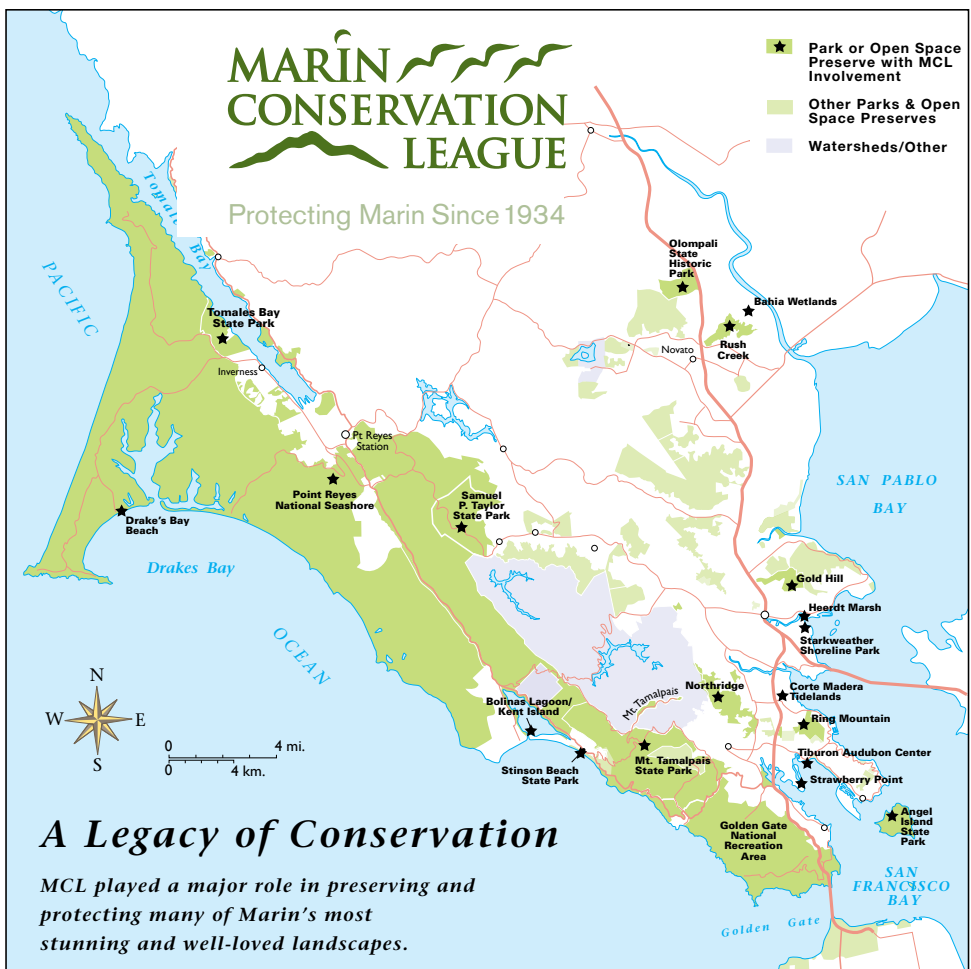 MARIN
CONSERVATION
LEAGUE
Protecting Marin Since 1934
Park or Open Space
Preserve with MCL
Involvement
Other Parks & Open
Space Preserves
Watersheds/Other
Tomales
Bay
PACIFIC
OCEAN
Olompali
State
Historic
Park
Bahia Wetlands
Rush
Creek
Novato
Tomales Bay
State Park
Inverness
Pt Reyes
Station
Point Reyes
National Seashore
Samuel
P. Taylor
State Park
Drake's Bay
Beach
Drakes Bay
SAN PABLO
BAY
Gold Hill
Heerdt Marsh
Starkweather
Shoreline Park
Corte Madera
Tidelands
Northridge
Mt. Tamalpais
Ring Mountain
Bolinas Lagoon/
Kent Island
Stinson Beach
State Park
Mt. Tamalpais
State Park
Tiburon Audubon Center
Strawberry Point
Angel
Island
State
Park
Golden Gate
National
Recreation
Area
SAN
FRANCISCO
BAY
Golden Gate
N
W
E
S
0
4 mi.
0
4 km.
A Legacy of Conservation
MCL played a major role in preserving and
protecting many of Marin's most
stunning and well-loved landscapes.